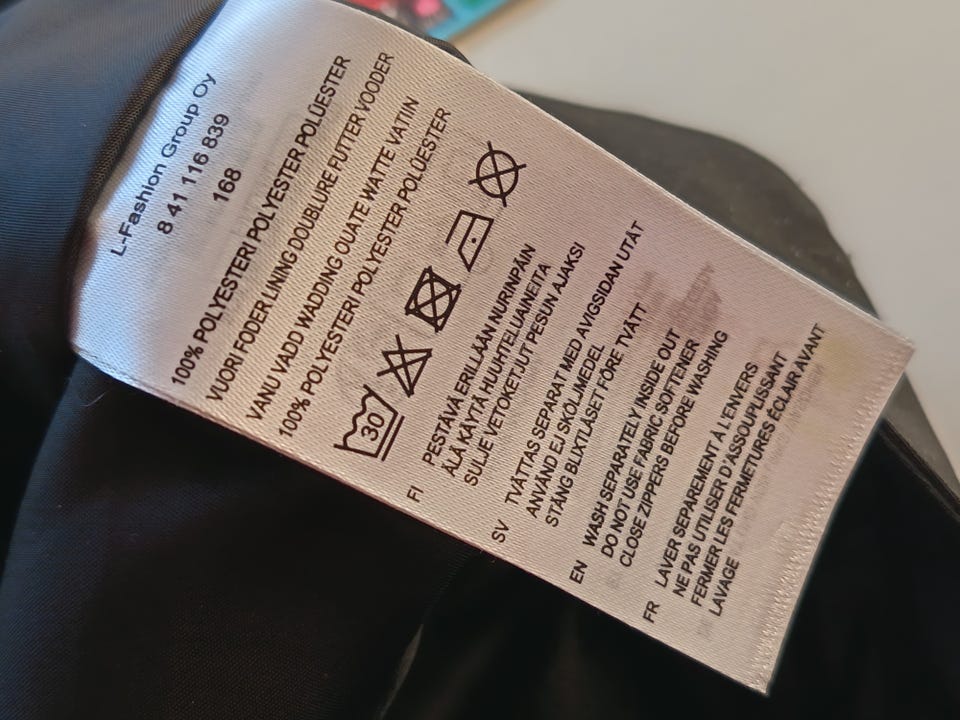 L-Fashion Group Oy
8 41 116 839
168
100% POLYESTERI POLYESTER POLÜESTER
VUORI FODER LINING DOUBLURE FUTTER VOODER
VANU VADD WADDING OUATE WATTE VATIIN
100% POLYESTERI POLYESTER POLÜESTER
30
FI PESTÄVÄ ERILLÄÄN NURINPÄIN
ÄLÄ KÄYTÄ HUUHTELUAINEITA
SULJE VETOKETJUT PESUN AJAKSI
SV TVÄTTAS SEPARAT MED AVIGSIDAN UTÅT
ANVÄND EJ SKÖLJMEDEL
STÄNG BLIXTLÅSET FÖRE TVÄTT
EN WASH SEPARATELY INSIDE OUT
DO NOT USE FABRIC SOFTENER
CLOSE ZIPPERS BEFORE WASHING
FR LAVER SEPAREMENT À L'ENVERS
NE PAS UTILISER D'ASSOUPLISSANT
FERMER LES FERMETURES ÉCLAIR AVANT
LAVAGE